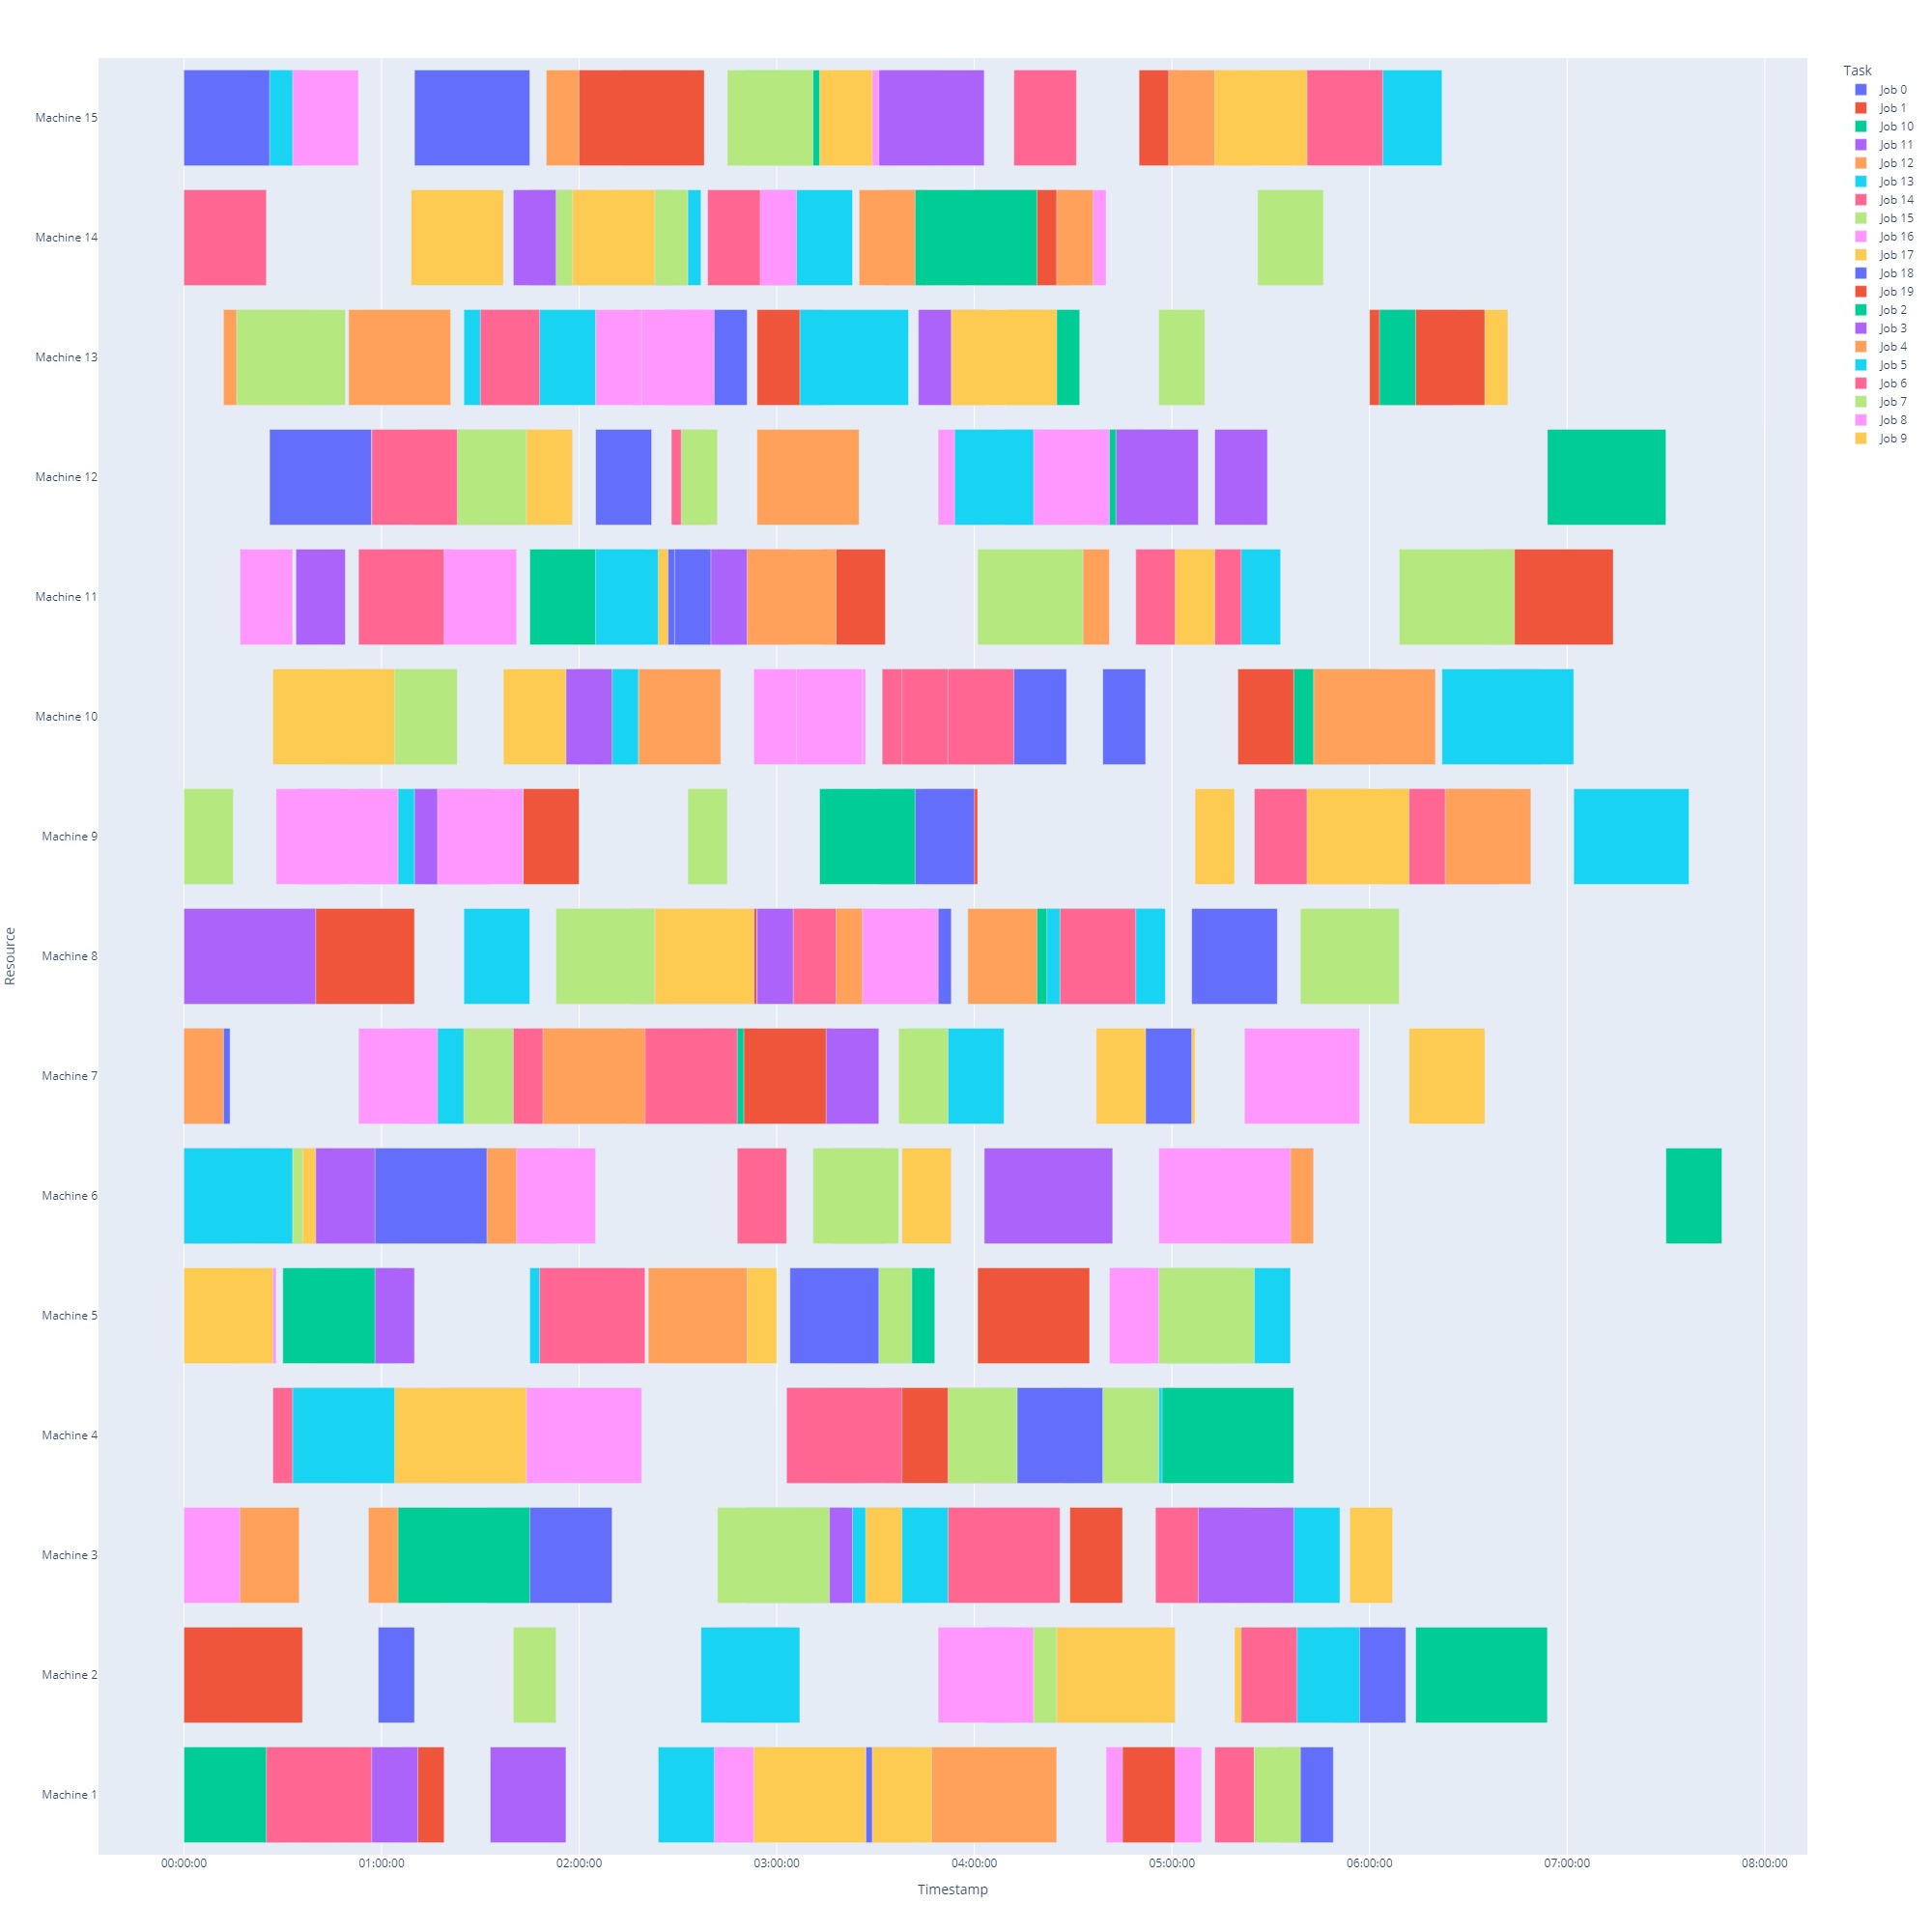 Task
Job 0
Job 1
Job 10
Job 11
Job 12
Job 13
Job 14
Job 15
Job 16
Job 17
Job 18
Job 19
Job 2
Job 3
Job 4
Job 5
Job 6
Job 7
Job 8
Job 9
Machine 15
Machine 14
Machine 13
Machine 12
Machine 11
Machine 10
Machine 9
Machine 8
Machine 7
Machine 6
Machine 5
Machine 4
Machine 3
Machine 2
Machine 1
Resource
00:00:00 01:00:00 02:00:00 03:00:00 04:00:00 05:00:00 06:00:00 07:00:00 08:00:00
Timestamp